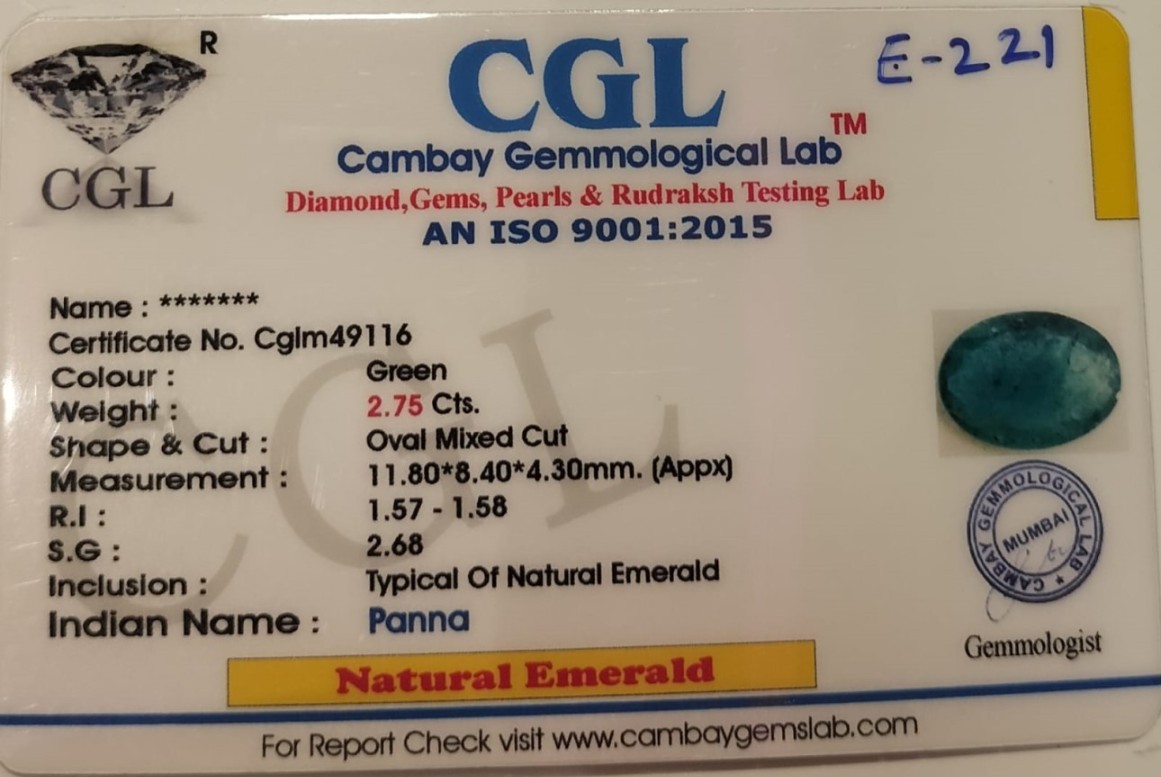 R
CGL
E-221
CGL
TM
Cambay Gemmological Lab
Diamond,Gems, Pearls & Rudraksh Testing Lab
AN ISO 9001:2015
Name : *******
Certificate No. Cglm49116
Colour : Green
Weight : 2.75 Cts.
Shape & Cut : Oval Mixed Cut
Measurement : 11.80*8.40*4.30mm. (Appx)
R.I : 1.57 - 1.58
S.G : 2.68
Inclusion : Typical Of Natural Emerald
Indian Name : Panna
CGL
CAMBAY GEMMOLOGICAL LAB *
MUMBAI
Gemmologist
Natural Emerald
For Report Check visit www.cambaygemslab.com